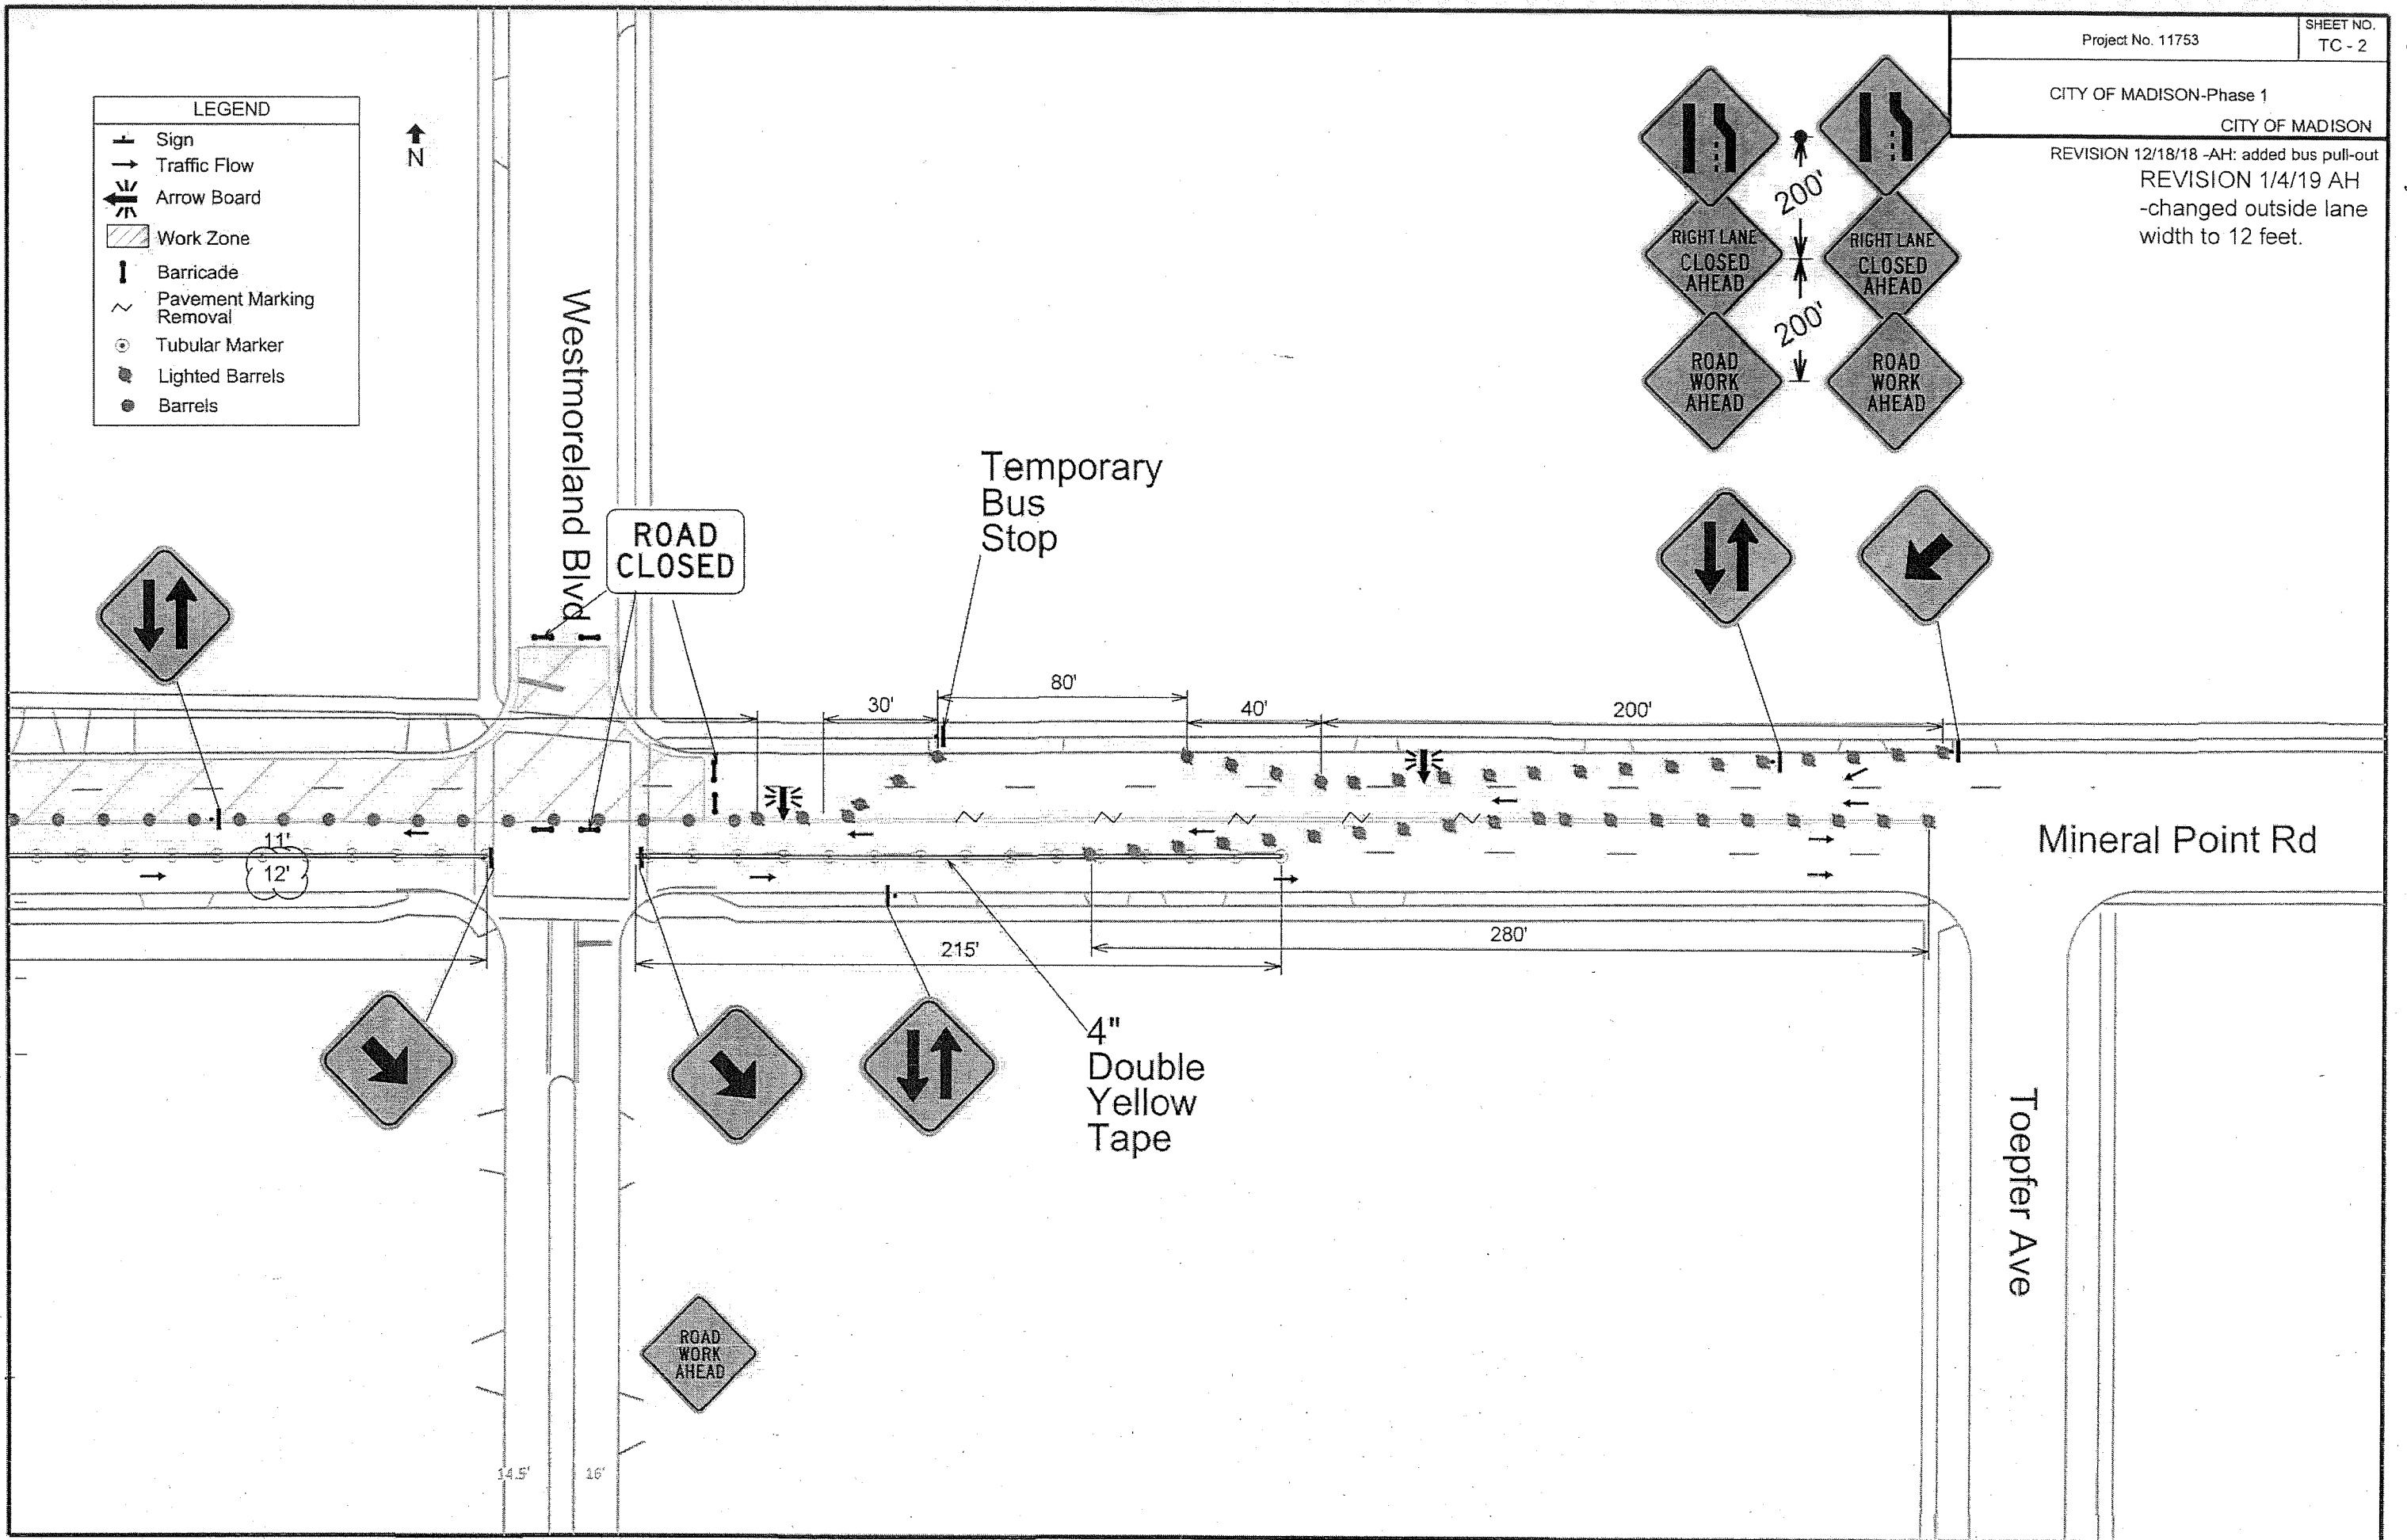 Project No. 11753
SHEET NO.
TC - 2
CITY OF MADISON-Phase 1
CITY OF MADISON
REVISION 12/18/18 -AH: added bus pull-out
REVISION 1/4/19 AH
-changed outside lane
width to 12 feet.
LEGEND
Sign
Traffic Flow
Arrow Board
Work Zone
Barricade
Pavement Marking
Removal
Tubular Marker
Lighted Barrels
Barrels
N
200'
RIGHT LANE
CLOSED
AHEAD
RIGHT LANE
CLOSED
AHEAD
200'
ROAD
WORK
AHEAD
ROAD
WORK
AHEAD
Westmoreland Blvd
ROAD
CLOSED
Temporary
Bus
Stop
80'
30'
40'
200'
11'
12'
Mineral Point Rd
215'
280'
4"
Double
Yellow
Tape
Toepfer Ave
ROAD
WORK
AHEAD
14.5'
16'